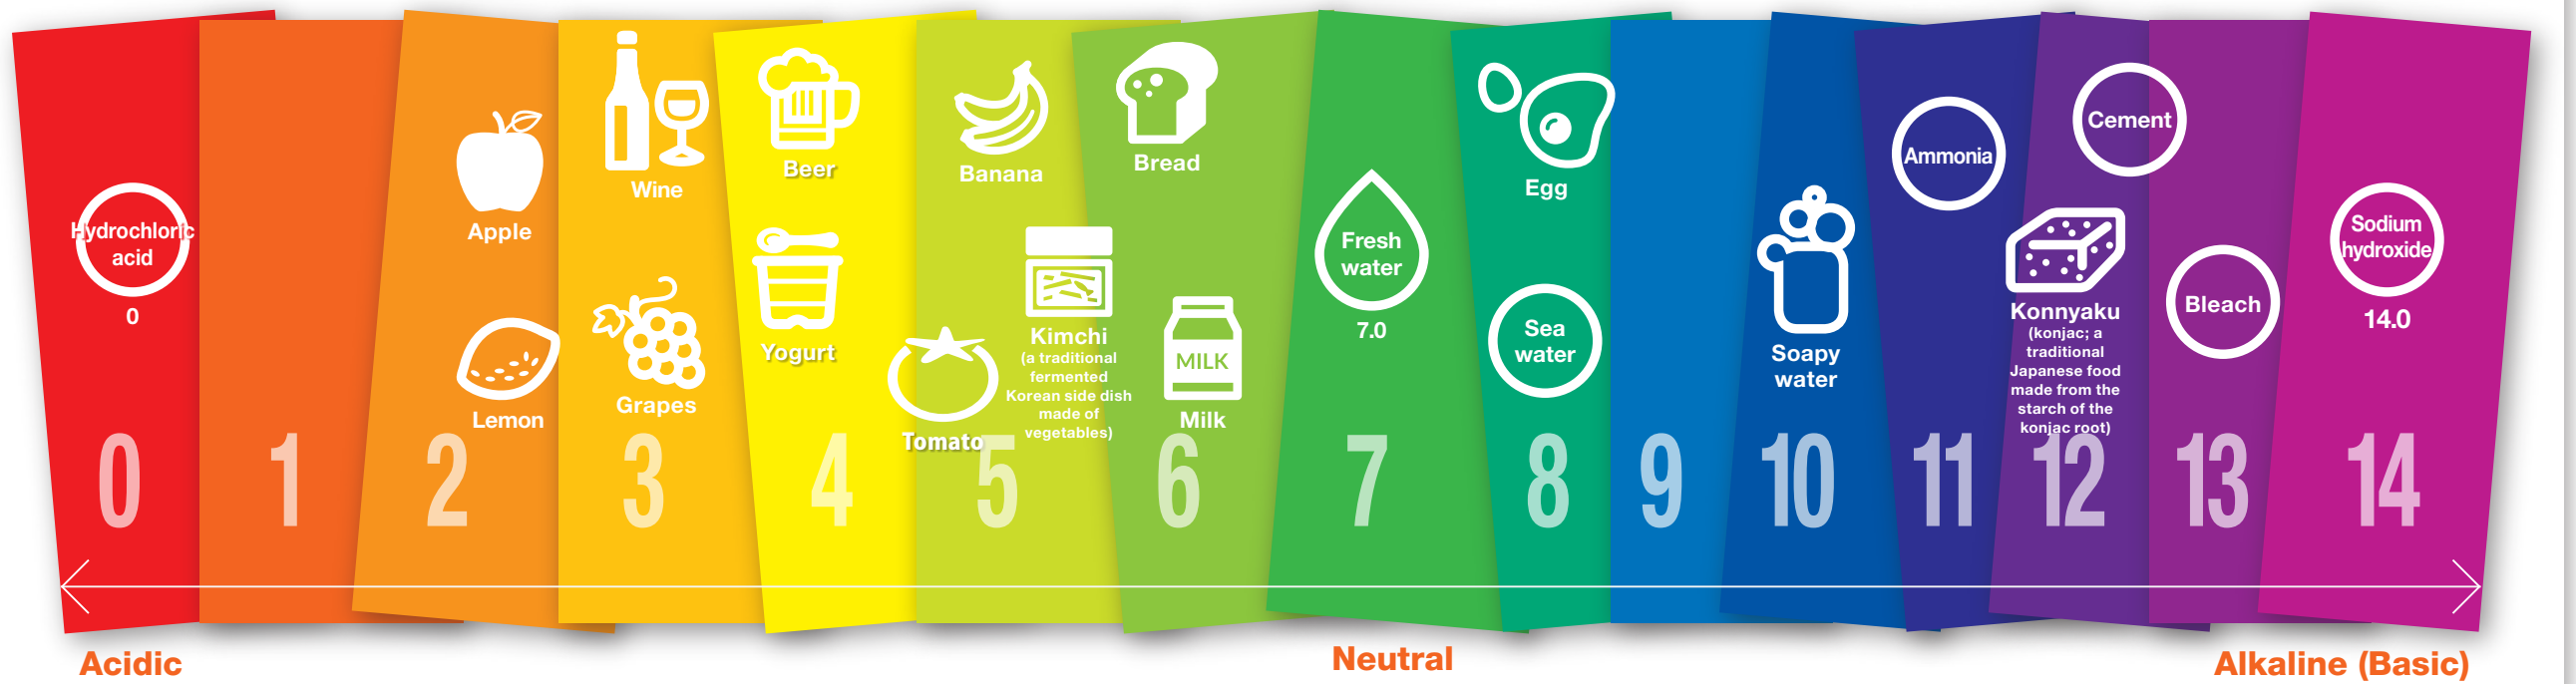 Hydrochloric
acid
0
Apple
Lemon
Wine
Grapes
Beer
Yogurt
Tomato
Banana
Kimchi
(a traditional
fermented
Korean side dish
made of
vegetables)
Bread
MILK
Milk
Fresh
water
7.0
Egg
Sea
water
Soapy
water
Ammonia
Cement
Konnyaku
(konjac; a
traditional
Japanese food
made from the
starch of the
konjac root)
Bleach
Sodium
hydroxide
14.0
0 1 2 3 4 5 6 7 8 9 10 11 12 13 14
Acidic
Neutral
Alkaline (Basic)